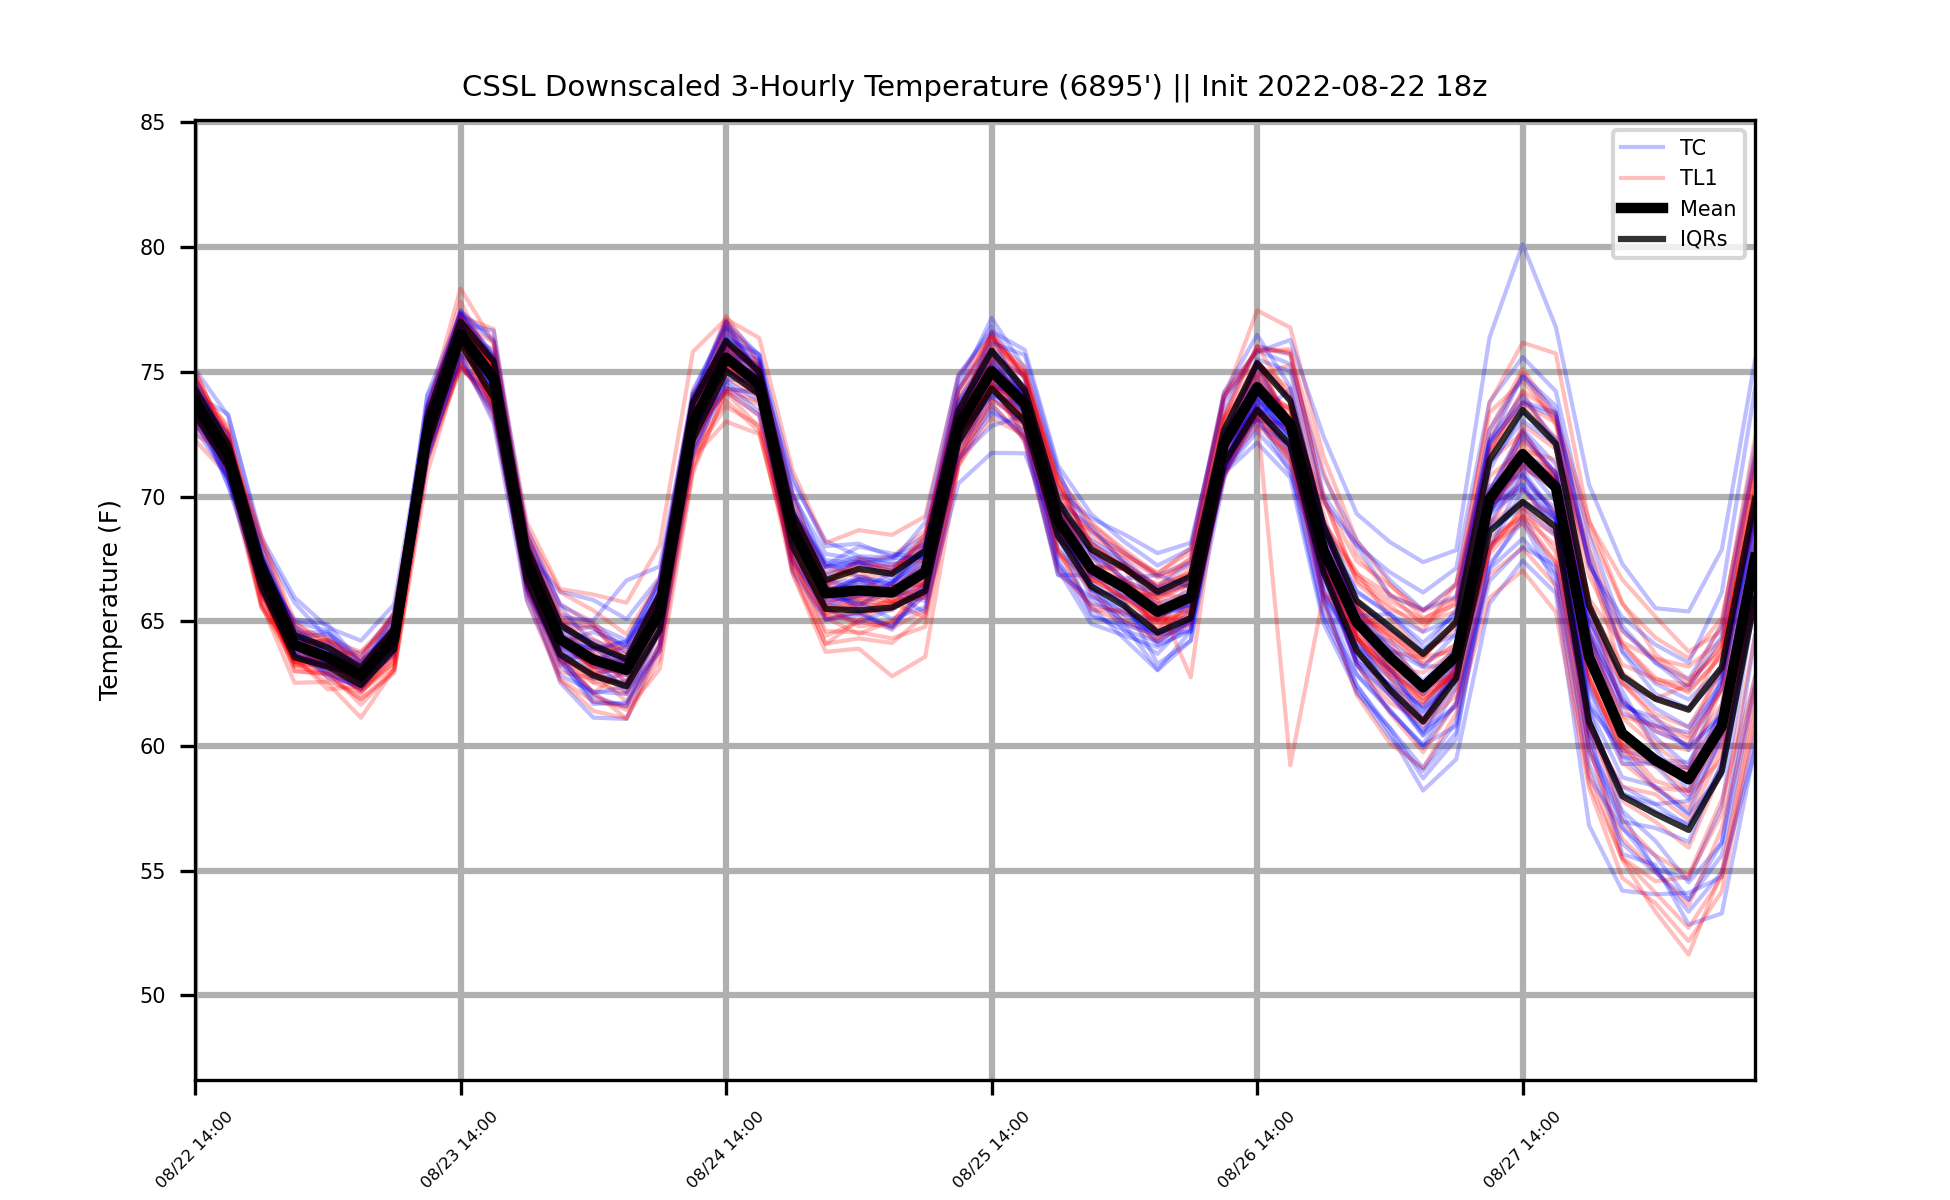 CSSL Downscaled 3-Hourly Temperature (6895') || Init 2022-08-22 18z
85
80
75
70
65
60
55
50
Temperature (F)
TC
TL1
Mean
IQRs
08/22 14:00
08/23 14:00
08/24 14:00
08/25 14:00
08/26 14:00
08/27 14:00